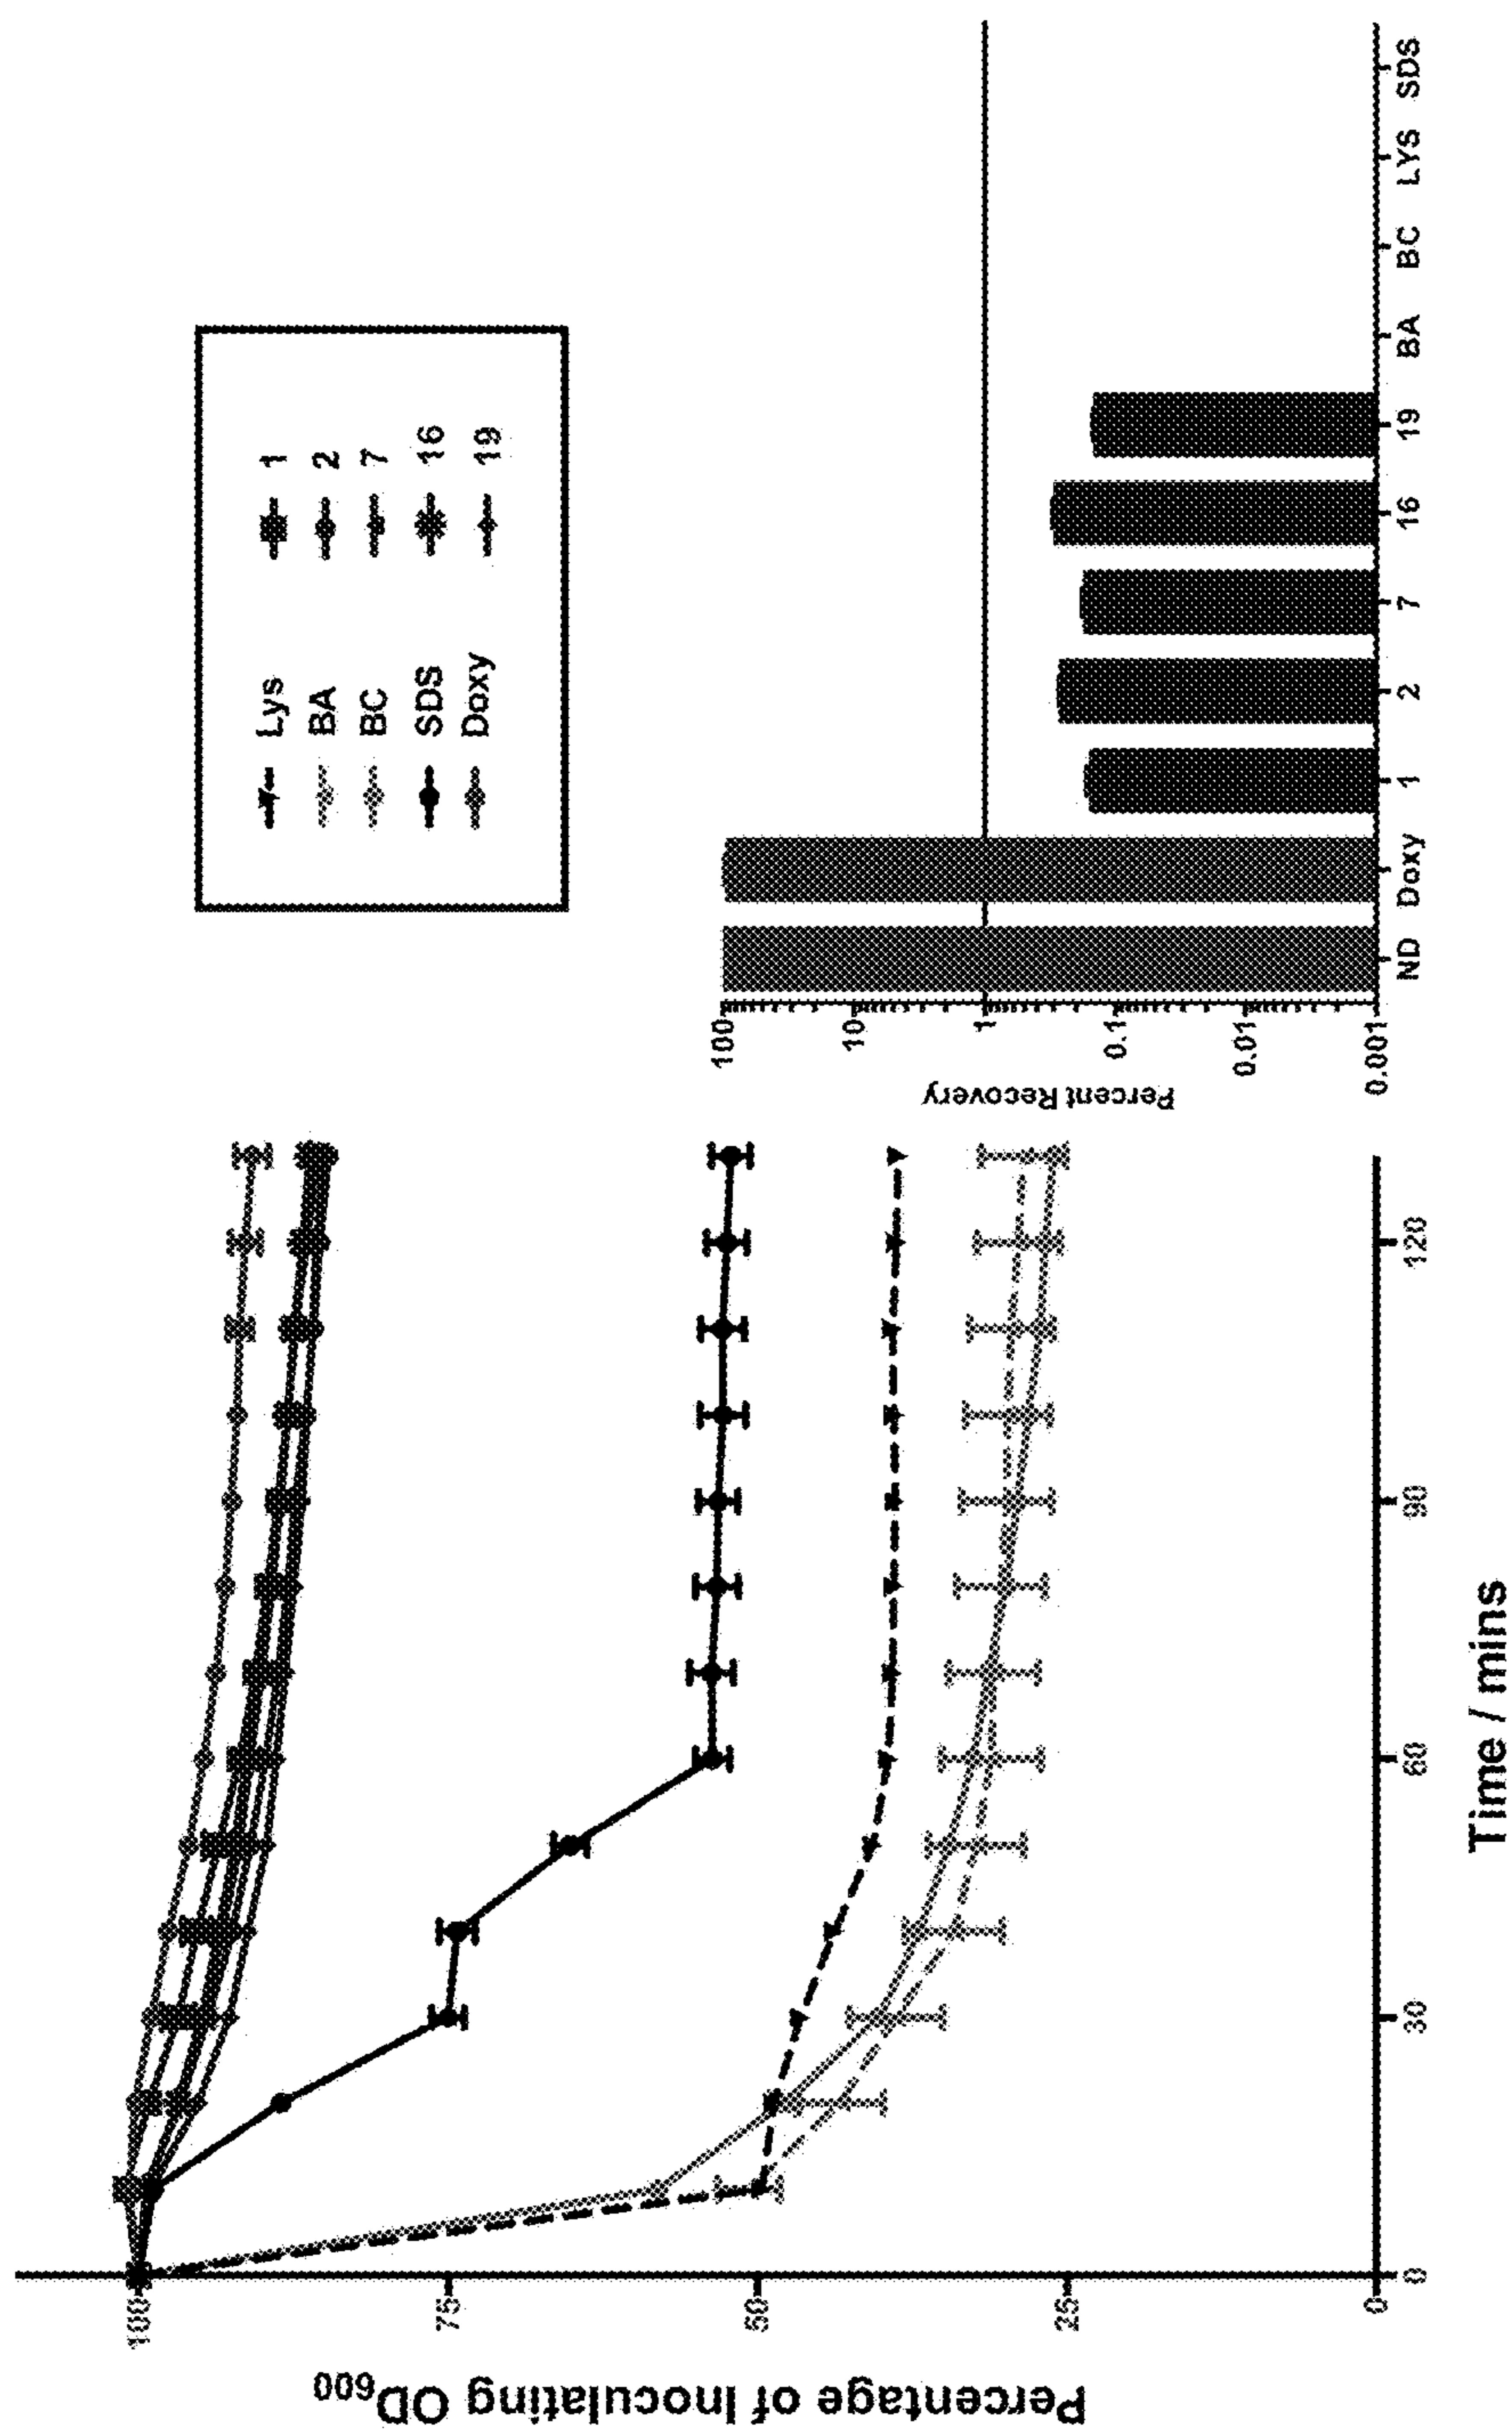 Percentage of Inoculating OD600
100
75
50
25
0
0
30
60
90
120
Time / mins
Lys
BA
BC
SDS
Doxy
1
2
7
16
19
Percent Recovery
100
10
1
0.1
0.01
0.001
ND Doxy 1 2 7 16 19 BA BC LYS SDS